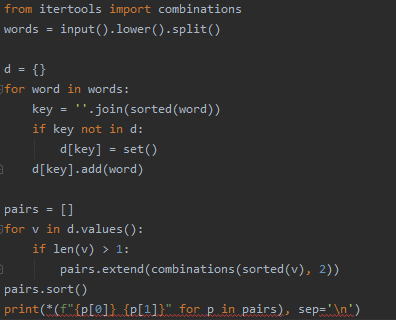 from itertools import combinations
words = input().lower().split()

d = {}
for word in words:
    key = ''.join(sorted(word))
    if key not in d:
        d[key] = set()
    d[key].add(word)

pairs = []
for v in d.values():
    if len(v) > 1:
        pairs.extend(combinations(sorted(v), 2))
pairs.sort()
print(*(f"{p[0]} {p[1]}" for p in pairs), sep='\n')